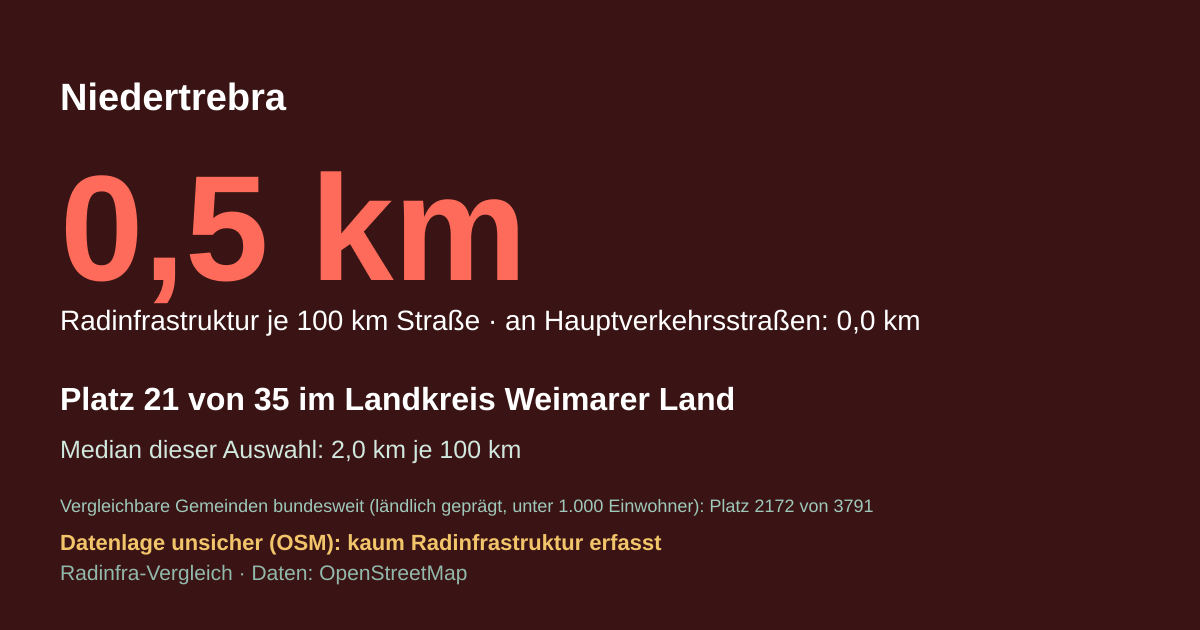 Niedertrebra
0,5 km
Radinfrastruktur je 100 km Straße · an Hauptverkehrsstraßen: 0,0 km
Platz 21 von 35 im Landkreis Weimarer Land
Median dieser Auswahl: 2,0 km je 100 km
Vergleichbare Gemeinden bundesweit (ländlich geprägt, unter 1.000 Einwohner): Platz 2172 von 3791
Datenlage unsicher (OSM): kaum Radinfrastruktur erfasst
Radinfra-Vergleich · Daten: OpenStreetMap